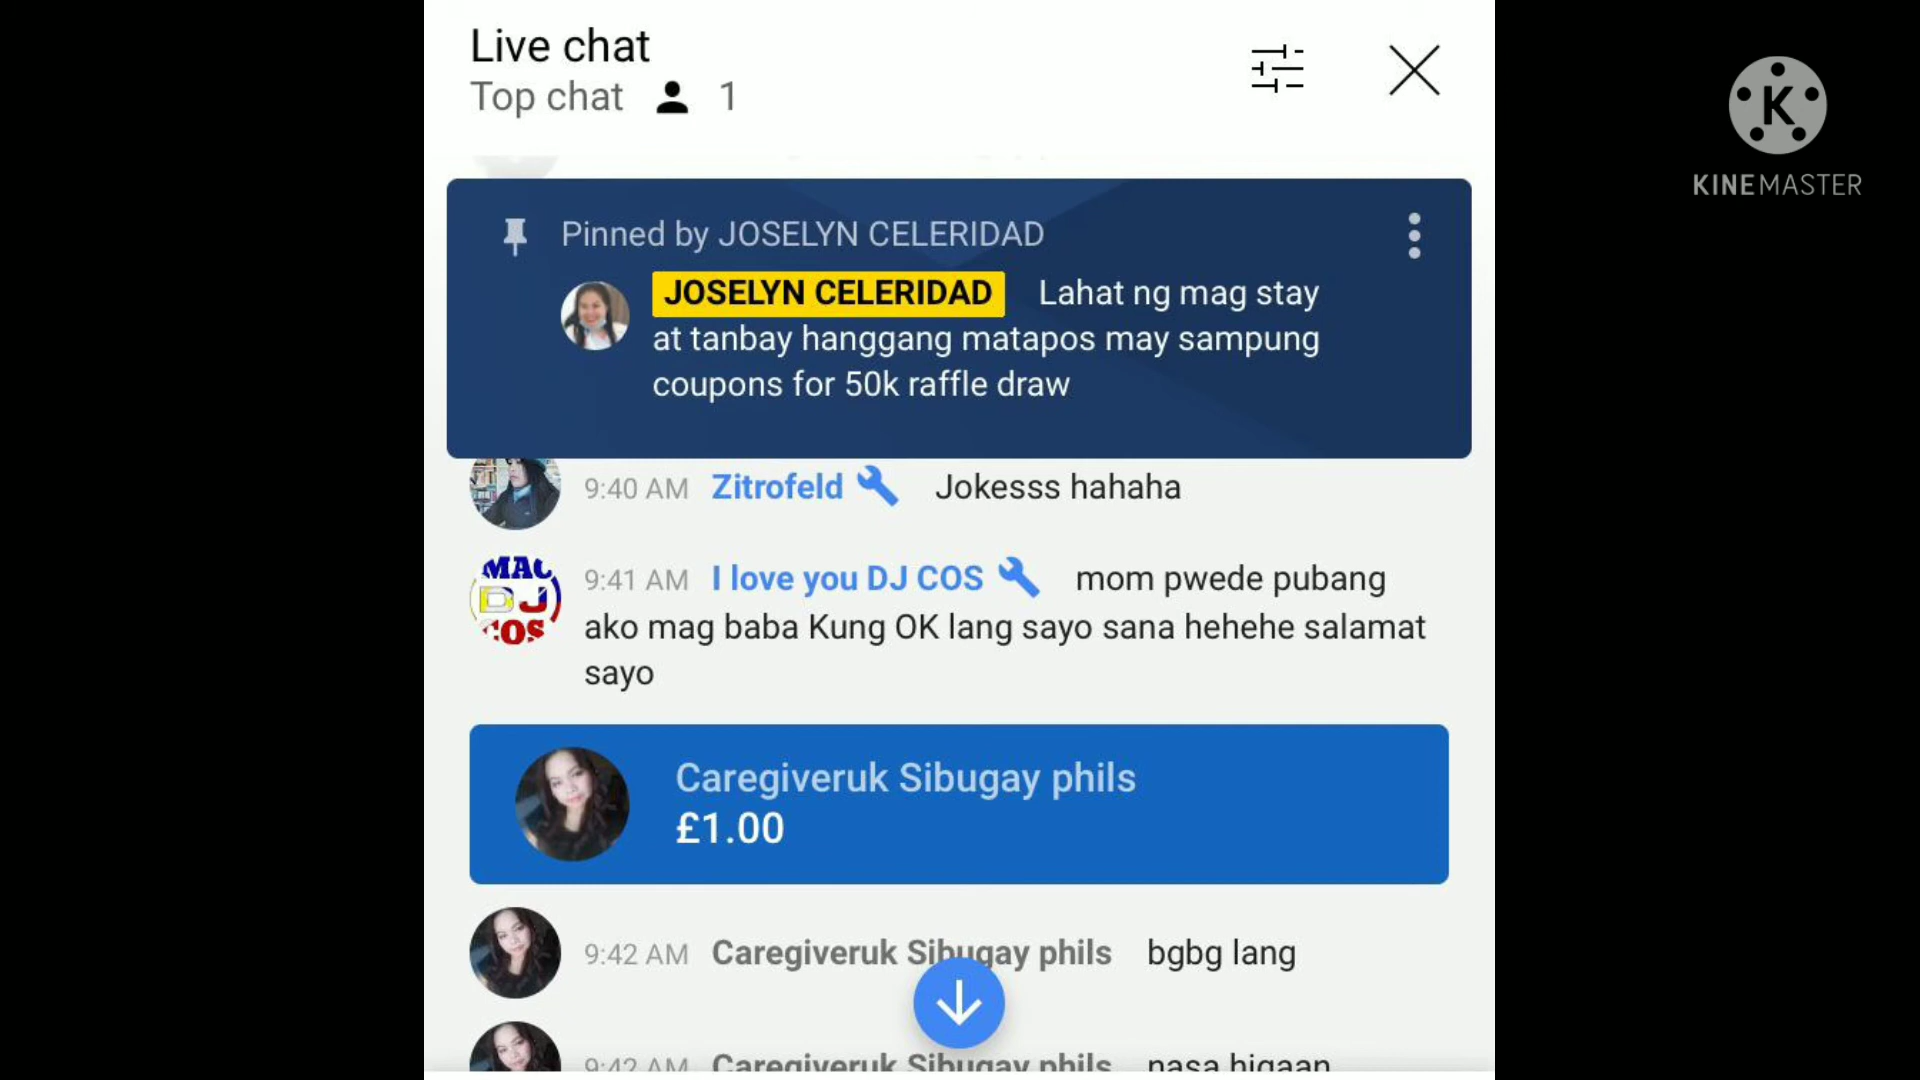 Live chat
Top chat 1
KINEMASTER
Pinned by JOSELYN CELERIDAD
JOSELYN CELERIDAD Lahat ng mag stay
at tanbay hanggang matapos may sampung
coupons for 50k raffle draw
9:40 AM Zitrofeld Jokesss hahaha
MAC
DJ
COS
9:41 AM I love you DJ COS mom pwede pubang
ako mag baba Kung OK lang sayo sana hehehe salamat
sayo
Caregiveruk Sibugay phils
£1.00
9:42 AM Caregiveruk Sibugay phils bgbg lang
9:42 AM Caregiveruk Sibugay phils nasa higaan